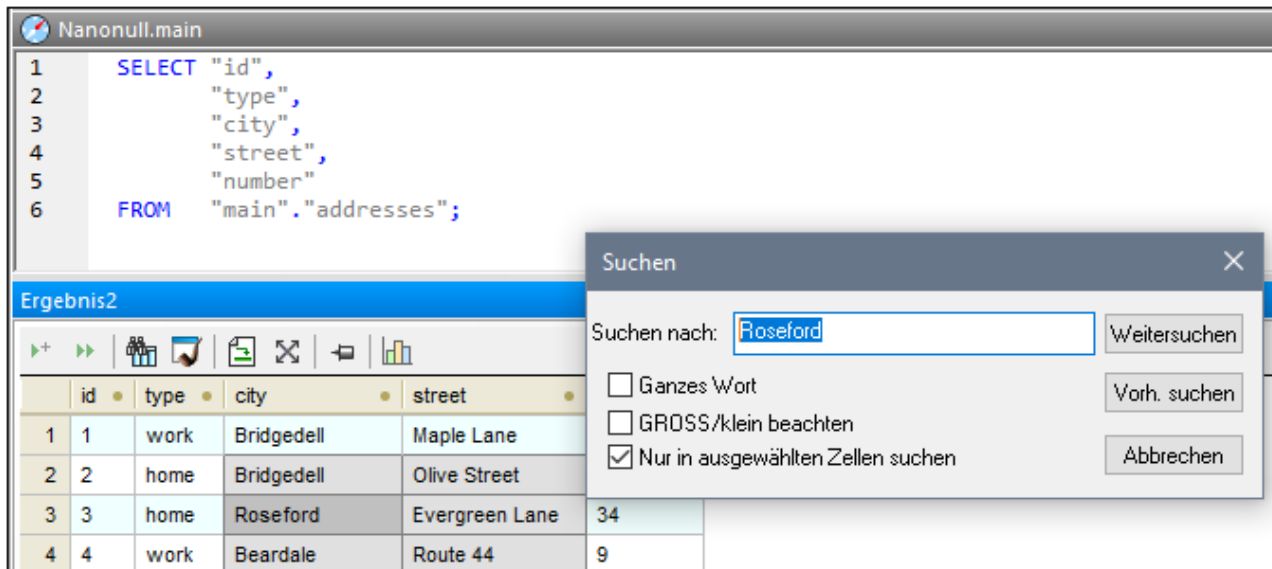 Nanonull.main
1 SELECT "id",
2 "type",
3 "city",
4 "street",
5 "number"
6 FROM "main"."addresses";
Suchen
Ergebnis2
Suchen nach: Roseford Weitersuchen
Ganzes Wort Vorh. suchen
GROSS/klein beachten
Nur in ausgewählten Zellen suchen Abbrechen
id type city street
1 1 work Bridgedell Maple Lane
2 2 home Bridgedell Olive Street
3 3 home Roseford Evergreen Lane 34
4 4 work Beardale Route 44 9